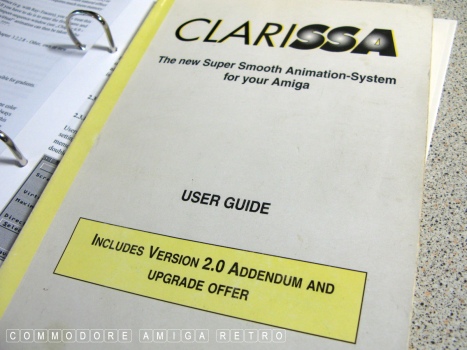 CLARISSA
The new Super Smooth Animation-System
for your Amiga
USER GUIDE
INCLUDES VERSION 2.0 ADDENDUM AND
UPGRADE OFFER
COMMODORE AMIGA RETRO